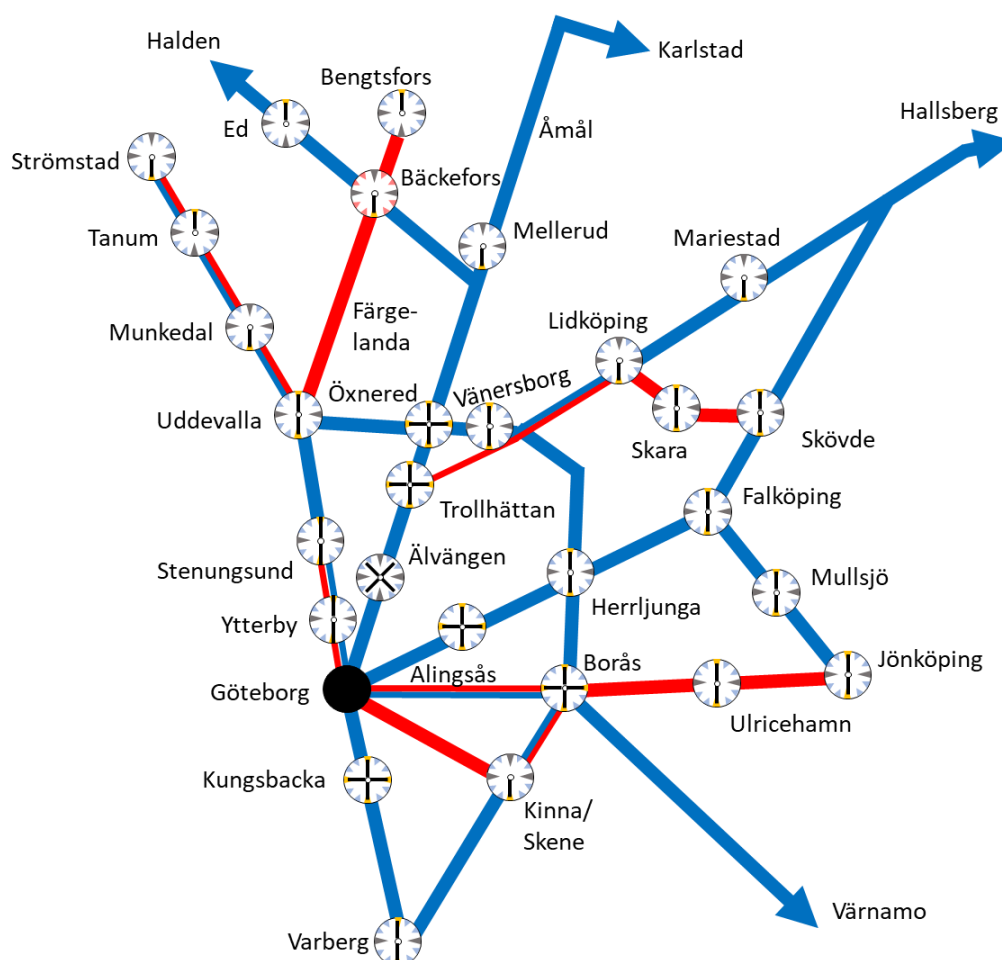 Halden
Karlstad
Bengtsfors
Hallsberg
Ed
Åmål
Strömstad
Bäckefors
Tanum
Mellerud
Mariestad
Munkedal
Färge-
landa
Lidköping
Öxnered
Vänersborg
Uddevalla
Skara
Skövde
Trollhättan
Falköping
Älvängen
Stenungsund
Mullsjö
Herrljunga
Ytterby
Alingsås
Borås
Jönköping
Göteborg
Ulricehamn
Kungsbacka
Kinna/
Skene
Värnamo
Varberg